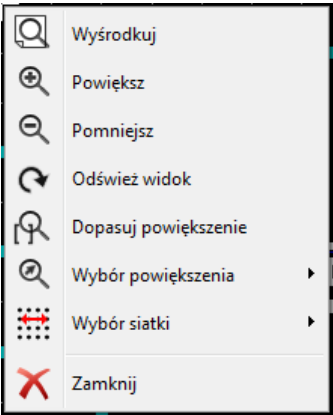 Wyśrodkuj
Powiększ
Pomniejsz
Odśwież widok
Dopasuj powiększenie
Wybór powiększenia
Wybór siatki
Zamknij